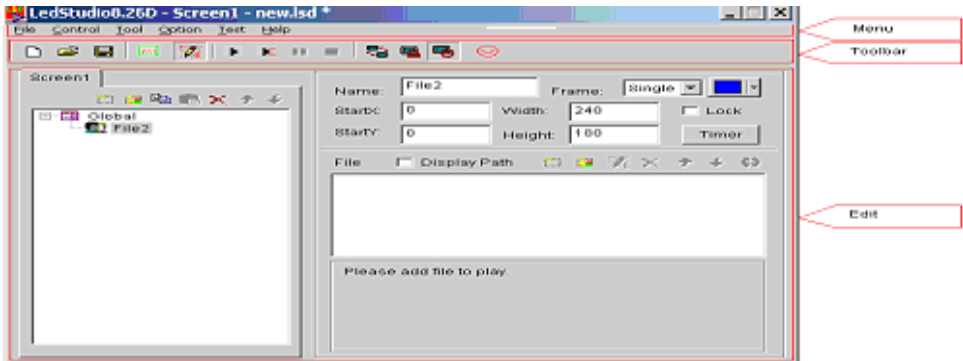 LedStudio8.26D - Screen1 - new.lsd *
File Control Tool Option Test Help
Menu
Toolbar
Screen1
Global
File2
Name: File2 Frame: Single
StartX: 0 Width: 240 Lock
StartY: 0 Height: 160 Timer
File Display Path
Please add file to play.
Edit